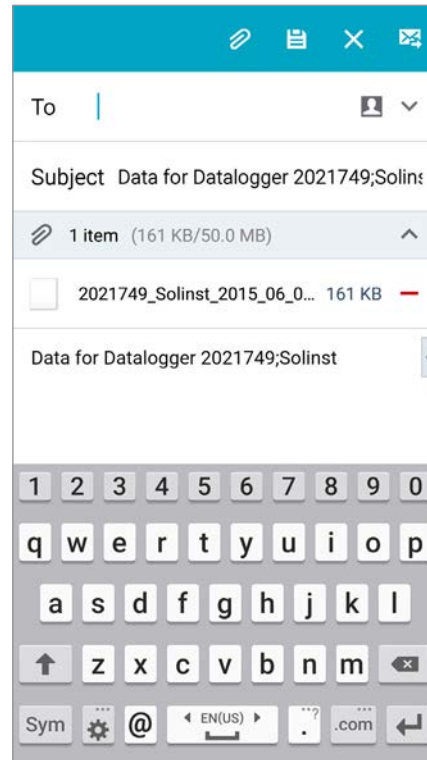 To
Subject Data for Datalogger 2021749;Solins
1 item (161 KB/50.0 MB)
2021749_Solinst_2015_06_0... 161 KB
Data for Datalogger 2021749;Solinst
1 2 3 4 5 6 7 8 9 0
q w e r t y u i o p
a s d f g h j k l
z x c v b n m
Sym @ EN(US) . ...? .com